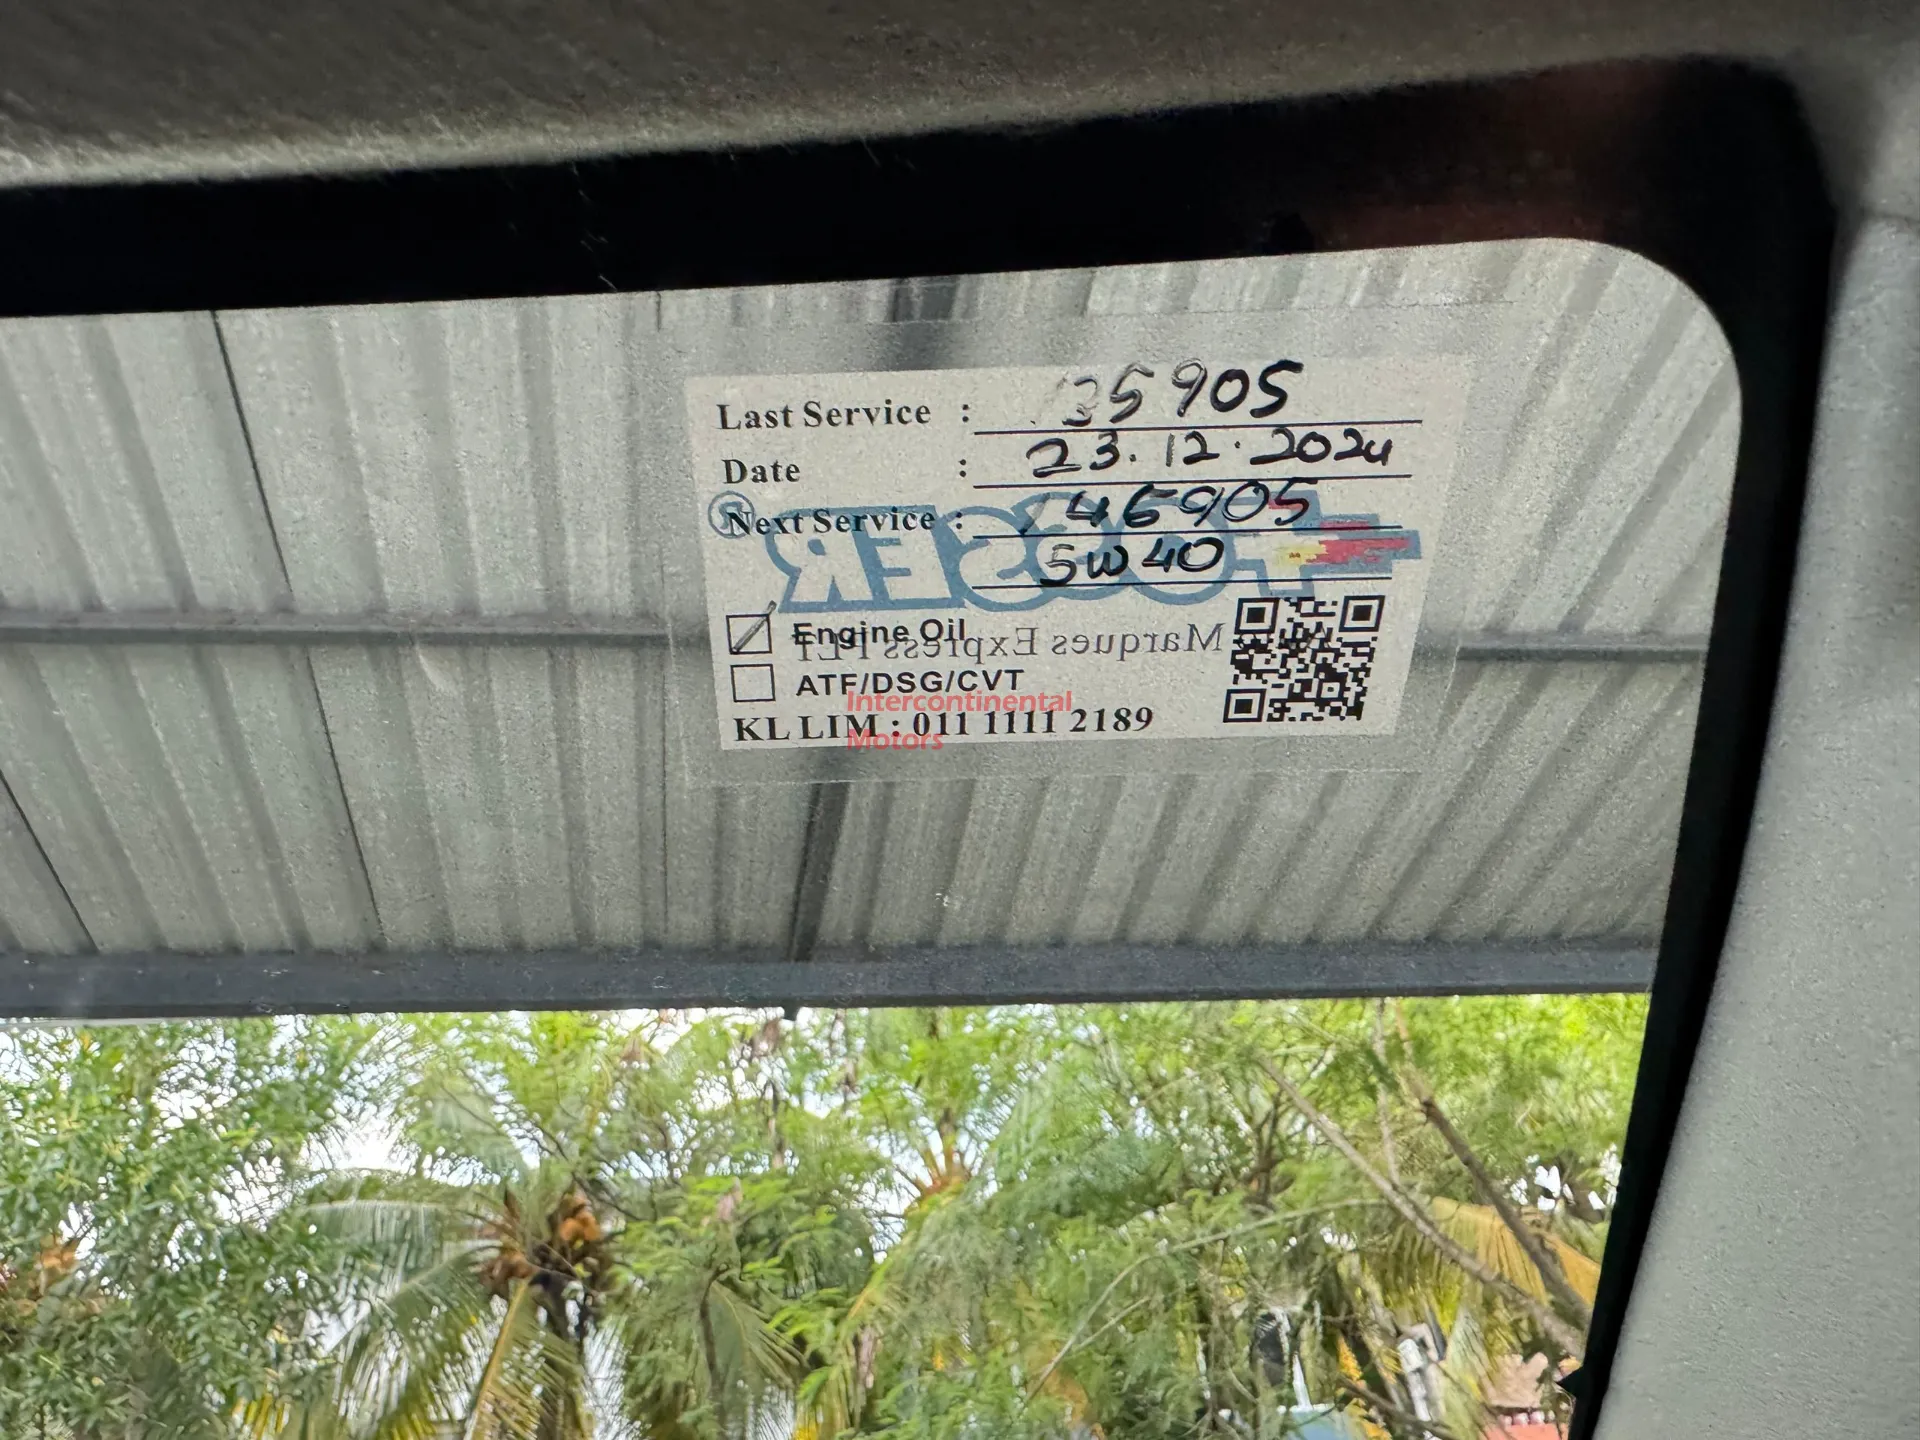 Last Service : 135905
Date : 23.12.2024
Next Service : 146905
5W40
TOSSER
Engine Oil
Marques Express PLT
ATF/DSG/CVT
Intercontinental
Motors
KL LIM : 011 1111 2189